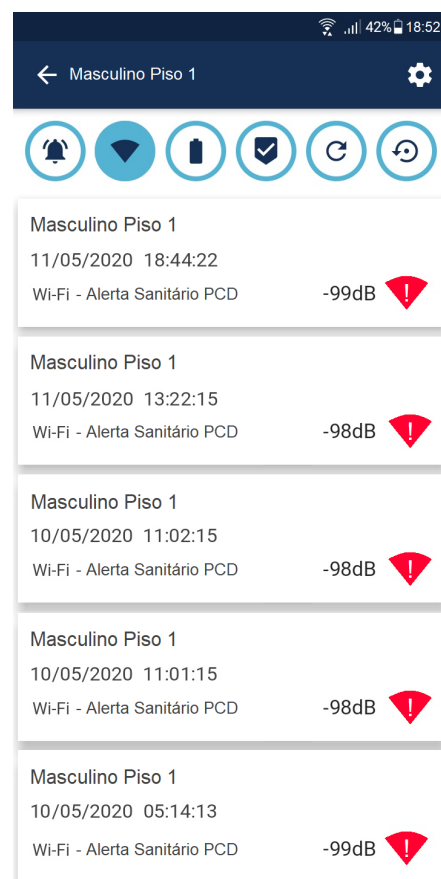 42% 18:52
Masculino Piso 1
Masculino Piso 1
11/05/2020 18:44:22
Wi-Fi - Alerta Sanitário PCD -99dB
Masculino Piso 1
11/05/2020 13:22:15
Wi-Fi - Alerta Sanitário PCD -98dB
Masculino Piso 1
10/05/2020 11:02:15
Wi-Fi - Alerta Sanitário PCD -98dB
Masculino Piso 1
10/05/2020 11:01:15
Wi-Fi - Alerta Sanitário PCD -98dB
Masculino Piso 1
10/05/2020 05:14:13
Wi-Fi - Alerta Sanitário PCD -99dB